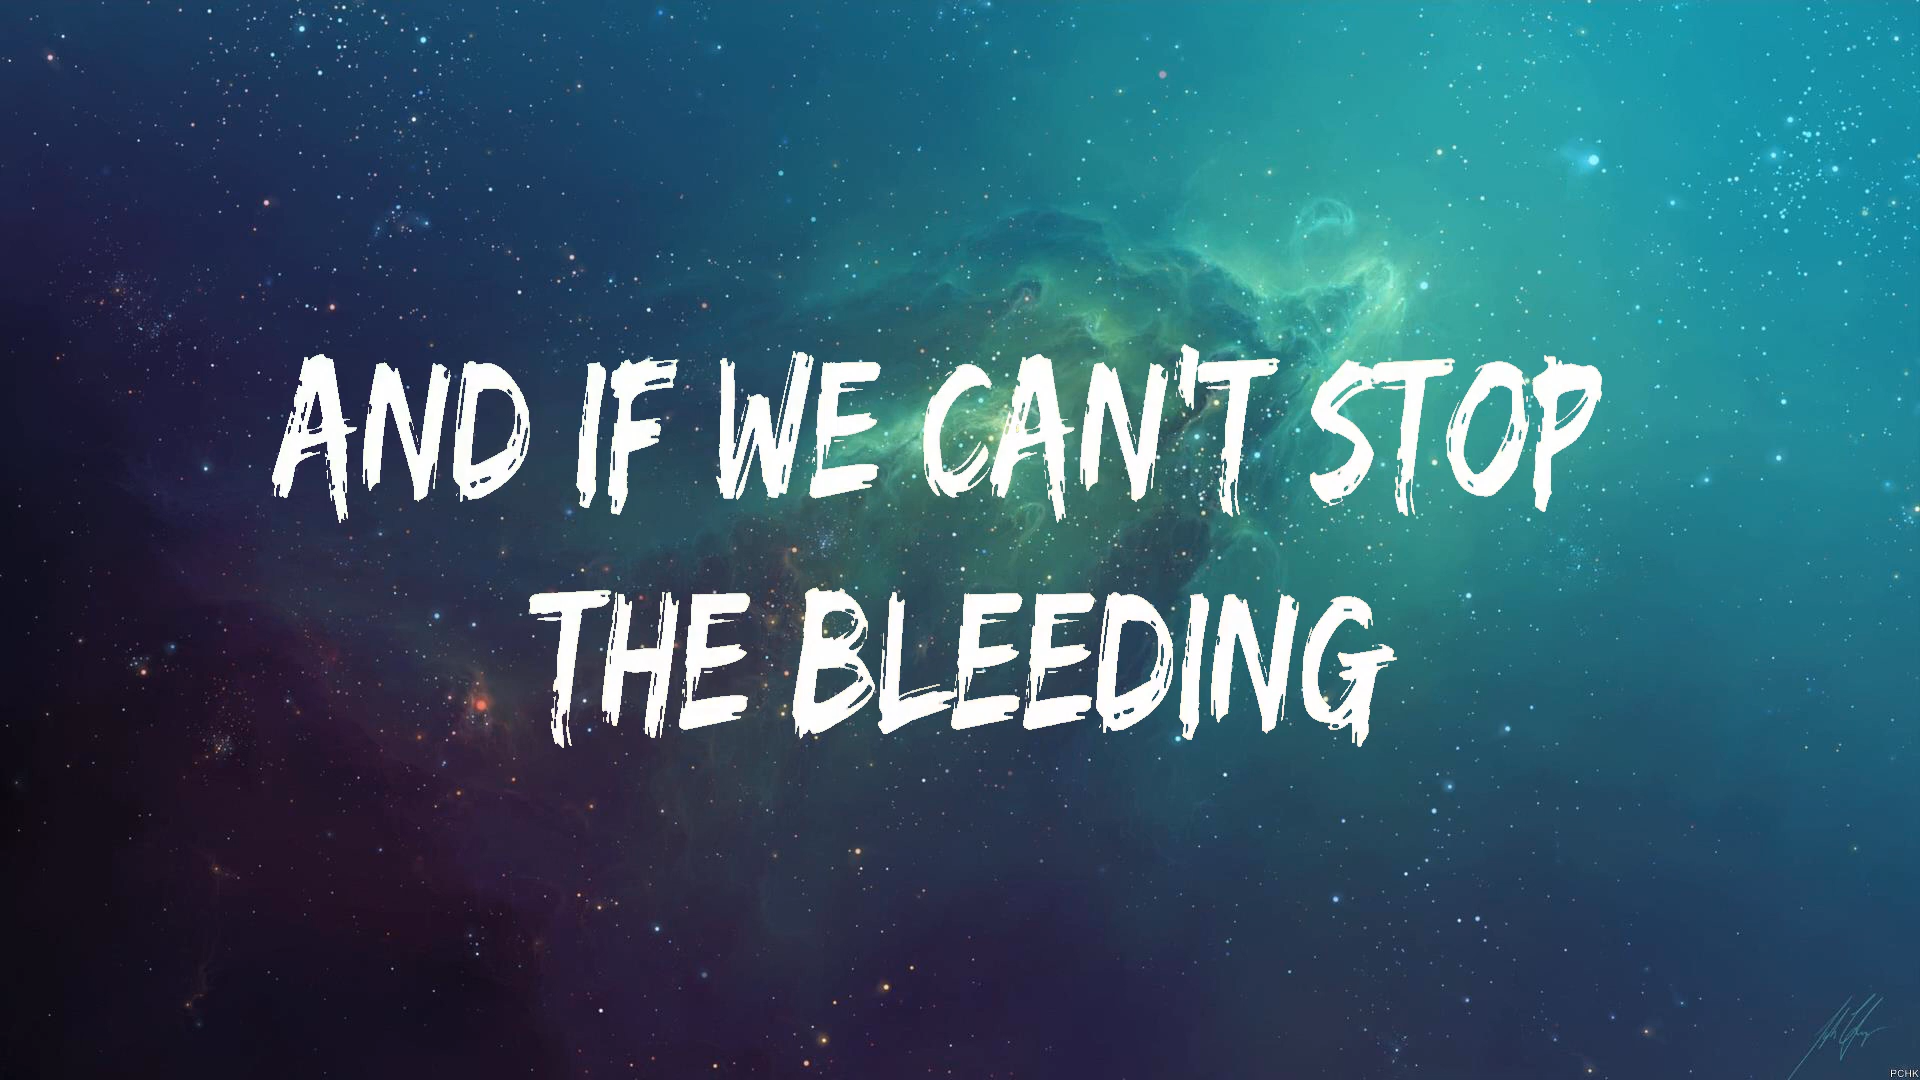 AND IF WE CAN'T STOP
THE BLEEDING
PCHK